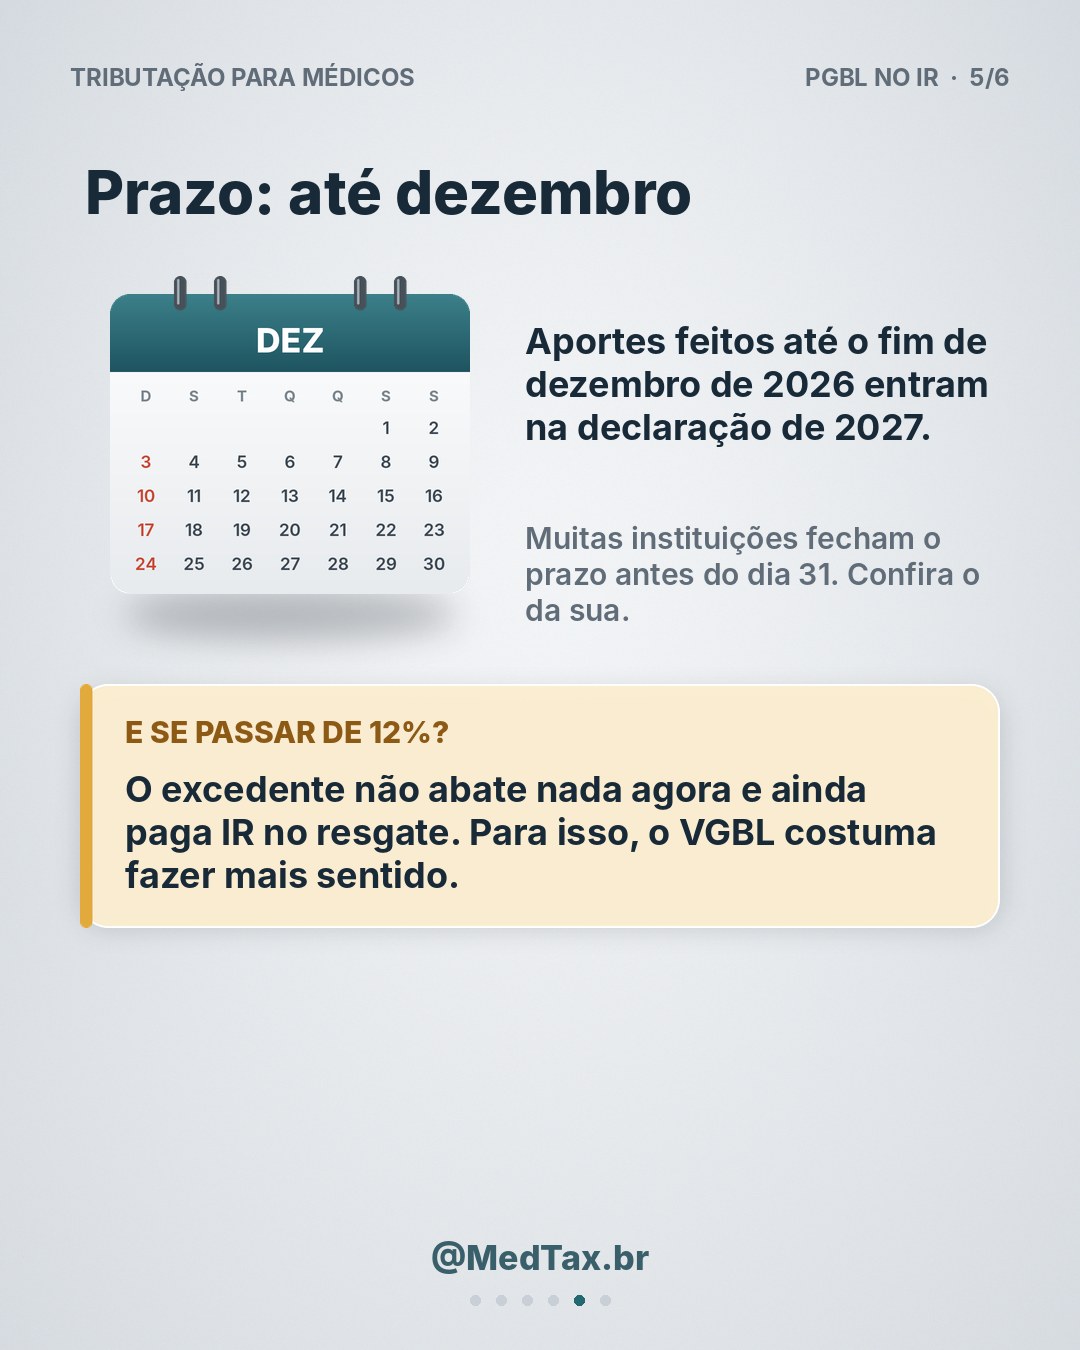 TRIBUTAÇÃO PARA MÉDICOS
PGBL NO IR · 5/6
Prazo: até dezembro
DEZ
D S T Q Q S S
1 2
3 4 5 6 7 8 9
10 11 12 13 14 15 16
17 18 19 20 21 22 23
24 25 26 27 28 29 30
Aportes feitos até o fim de
dezembro de 2026 entram
na declaração de 2027.
Muitas instituições fecham o
prazo antes do dia 31. Confira o
da sua.
E SE PASSAR DE 12%?
O excedente não abate nada agora e ainda
paga IR no resgate. Para isso, o VGBL costuma
fazer mais sentido.
@MedTax.br